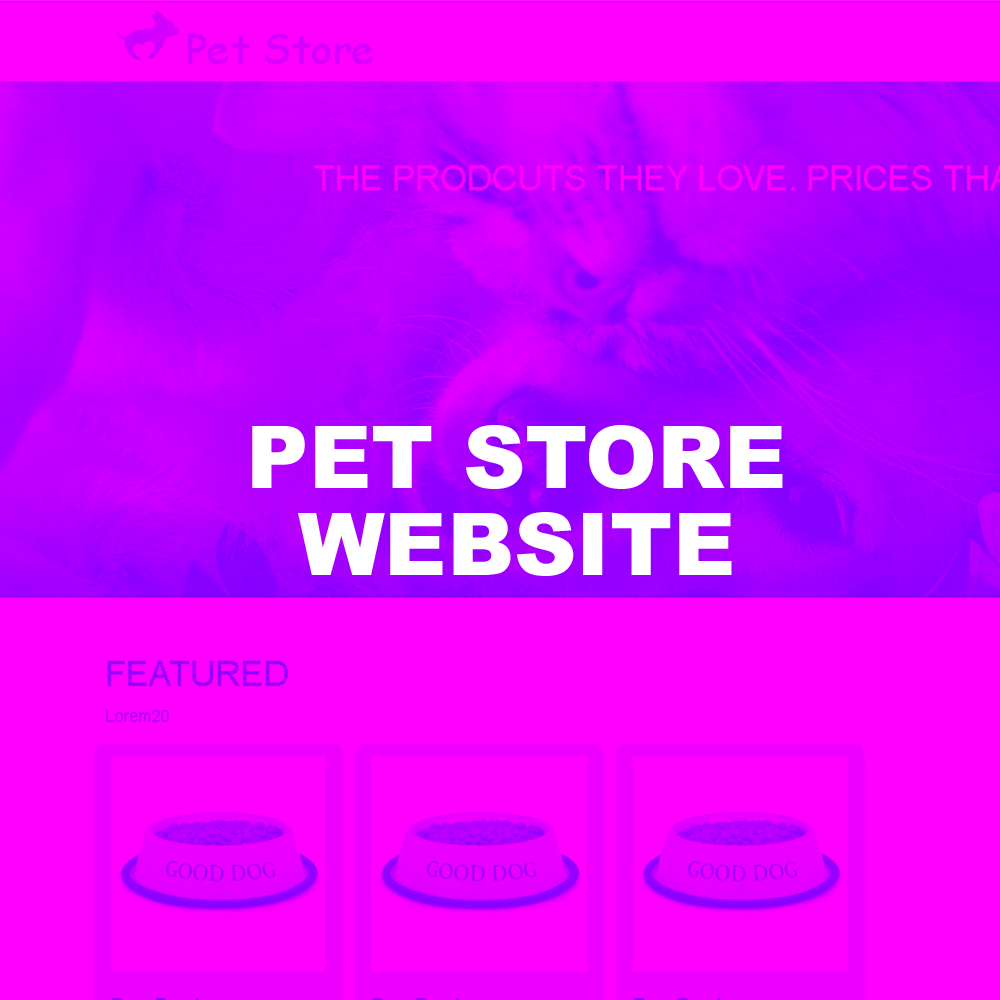 Pet Store
THE PRODCUTS THEY LOVE. PRICES THA
PET STORE
WEBSITE
FEATURED
Lorem20
GOOD DOG GOOD DOG GOOD DOG